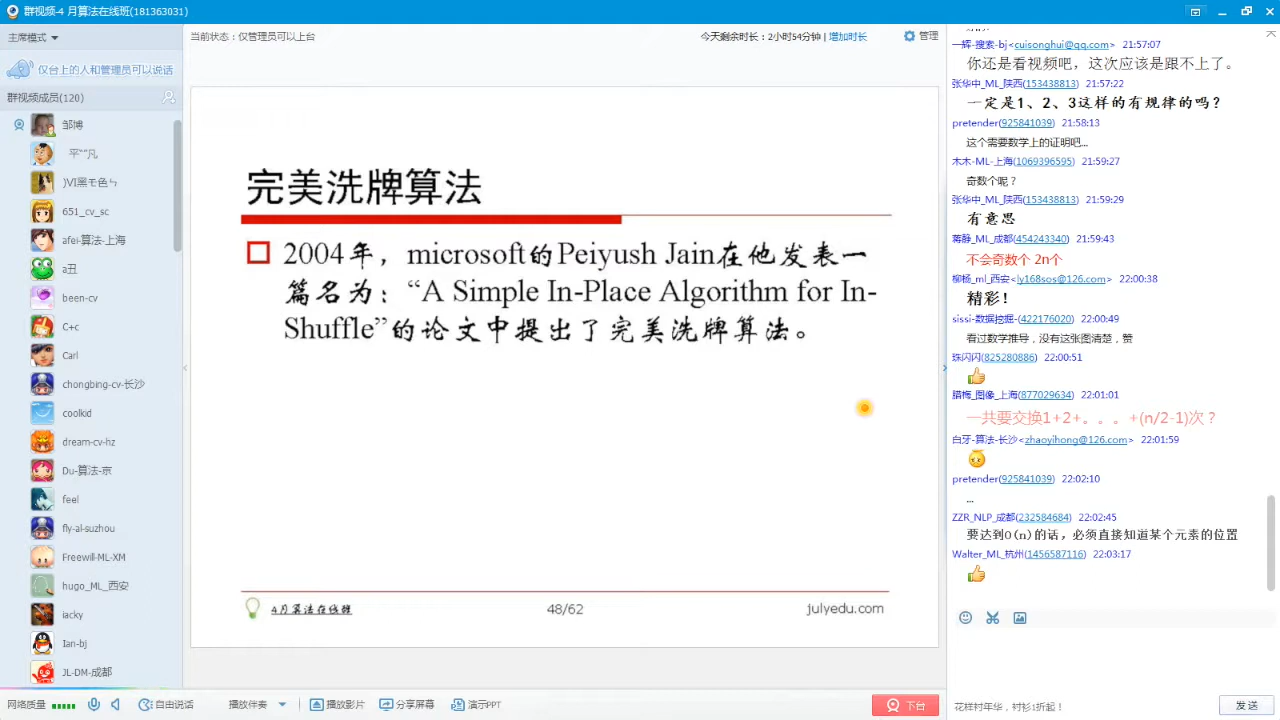 群视频-4 月算法在线班(181363031)
主席模式
仅台上的人和管理员可以说话
群视频成员(120)
邹博
平~~凡
八VI黑モ色ㄣ
651_cv_sc
afei-算法-上海
a丑
been-cv
C+c
Carl
chongbing-cv-长沙
coolkid
dream-cv-hz
Du-算法-京
feel
fly-al-suzhou
Freewill-ML-XM
hugo_ML_西安
Ian-bj
JL-DM-成都
当前状态：仅管理员可以上台
今天剩余时长：2小时54分钟 | 增加时长
管理
完美洗牌算法
2004年，microsoft的Peiyush Jain在他发表一
篇名为：“A Simple In-Place Algorithm for In-
Shuffle”的论文中提出了完美洗牌算法。
4月算法在线班
48/62
julyedu.com
一辉-搜索-bj<cuisonghui@qq.com> 21:57:07
你还是看视频吧，这次应该是跟不上了。
张华中_ML_陕西(153438813) 21:57:22
一定是1、2、3这样的有规律的吗？
pretender(925841039) 21:58:13
这个需要数学上的证明吧...
木木-ML-上海(1069396595) 21:59:27
奇数个呢？
张华中_ML_陕西(153438813) 21:59:29
有意思
蒋静_ML_成都(454243340) 21:59:43
不会奇数个 2n个
柳杨_ml_西安<ly168sos@126.com> 22:00:38
精彩！
sissi-数据挖掘-(422176020) 22:00:49
看过数学推导，没有这张图清楚，赞
珠闪闪(825280886) 22:00:51
腊梅_图像_上海(877029634) 22:01:01
一共要交换1+2+。。。+(n/2-1)次？
白牙-算法-长沙<zhaoyihong@126.com> 22:01:59
pretender(925841039) 22:02:10
...
ZZR_NLP_成都(232584684) 22:02:45
要达到O(n)的话，必须直接知道某个元素的位置
Walter_ML_杭州(1456587116) 22:03:17
网络质量
自由说话
播放伴奏
播放影片
分享屏幕
演示PPT
下台
花样衬年华，衬衫1折起！
发送